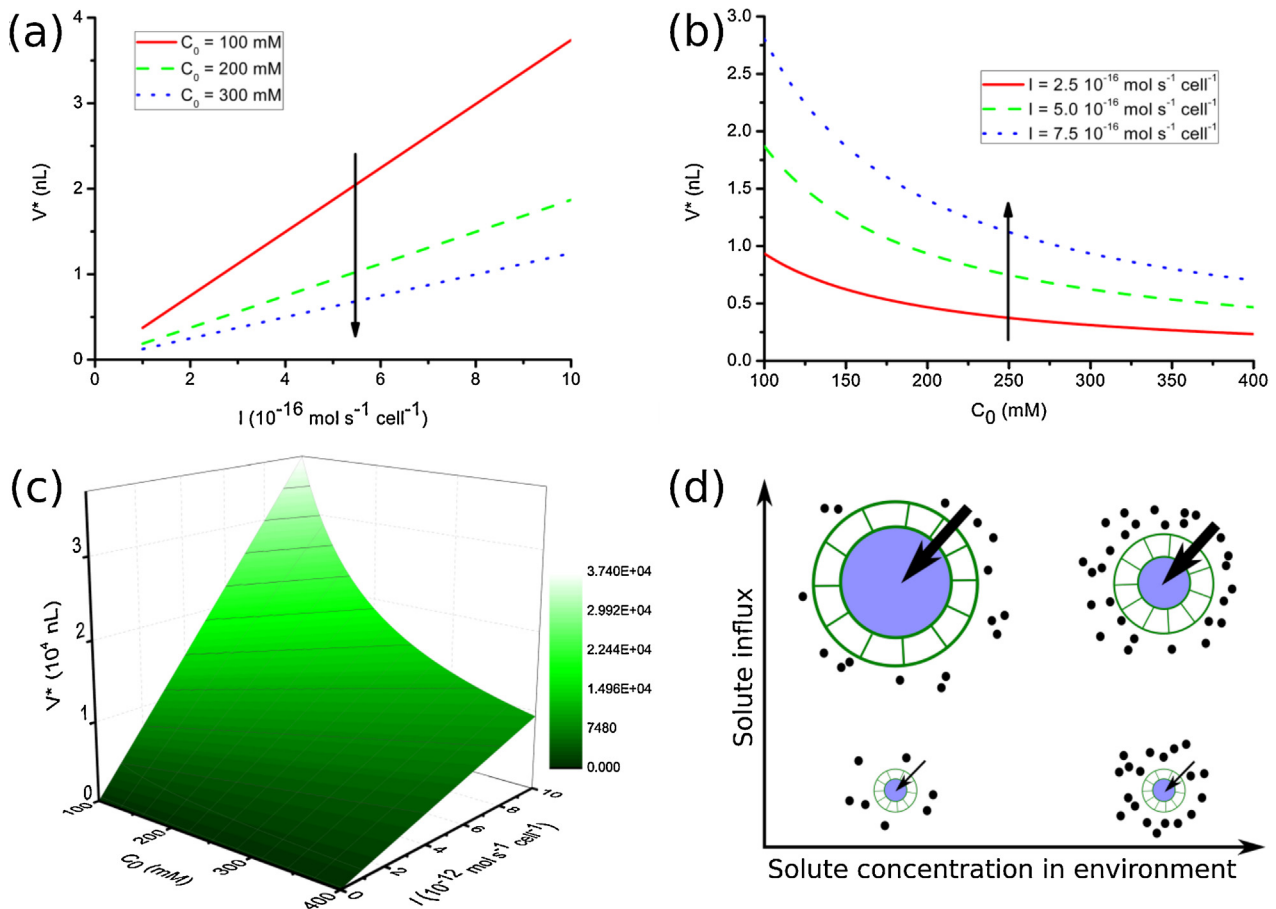 (a)
C₀ = 100 mM
C₀ = 200 mM
C₀ = 300 mM
4
3
2
1
0
V* (nL)
0 2 4 6 8 10
I (10⁻¹⁶ mol s⁻¹ cell⁻¹)
(b)
I = 2.5 10⁻¹⁶ mol s⁻¹ cell⁻¹
I = 5.0 10⁻¹⁶ mol s⁻¹ cell⁻¹
I = 7.5 10⁻¹⁶ mol s⁻¹ cell⁻¹
3.0
2.5
2.0
1.5
1.0
0.5
0.0
V* (nL)
100 150 200 250 300 350 400
C₀ (mM)
(c)
3
2
1
0
V* (10⁴ nL)
100 200 300 400
C₀ (mM)
0 2 4 6 8 10
I (10⁻¹² mol s⁻¹ cell⁻¹)
3.740E+04
2.992E+04
2.244E+04
1.496E+04
7480
0.000
(d)
Solute influx
Solute concentration in environment